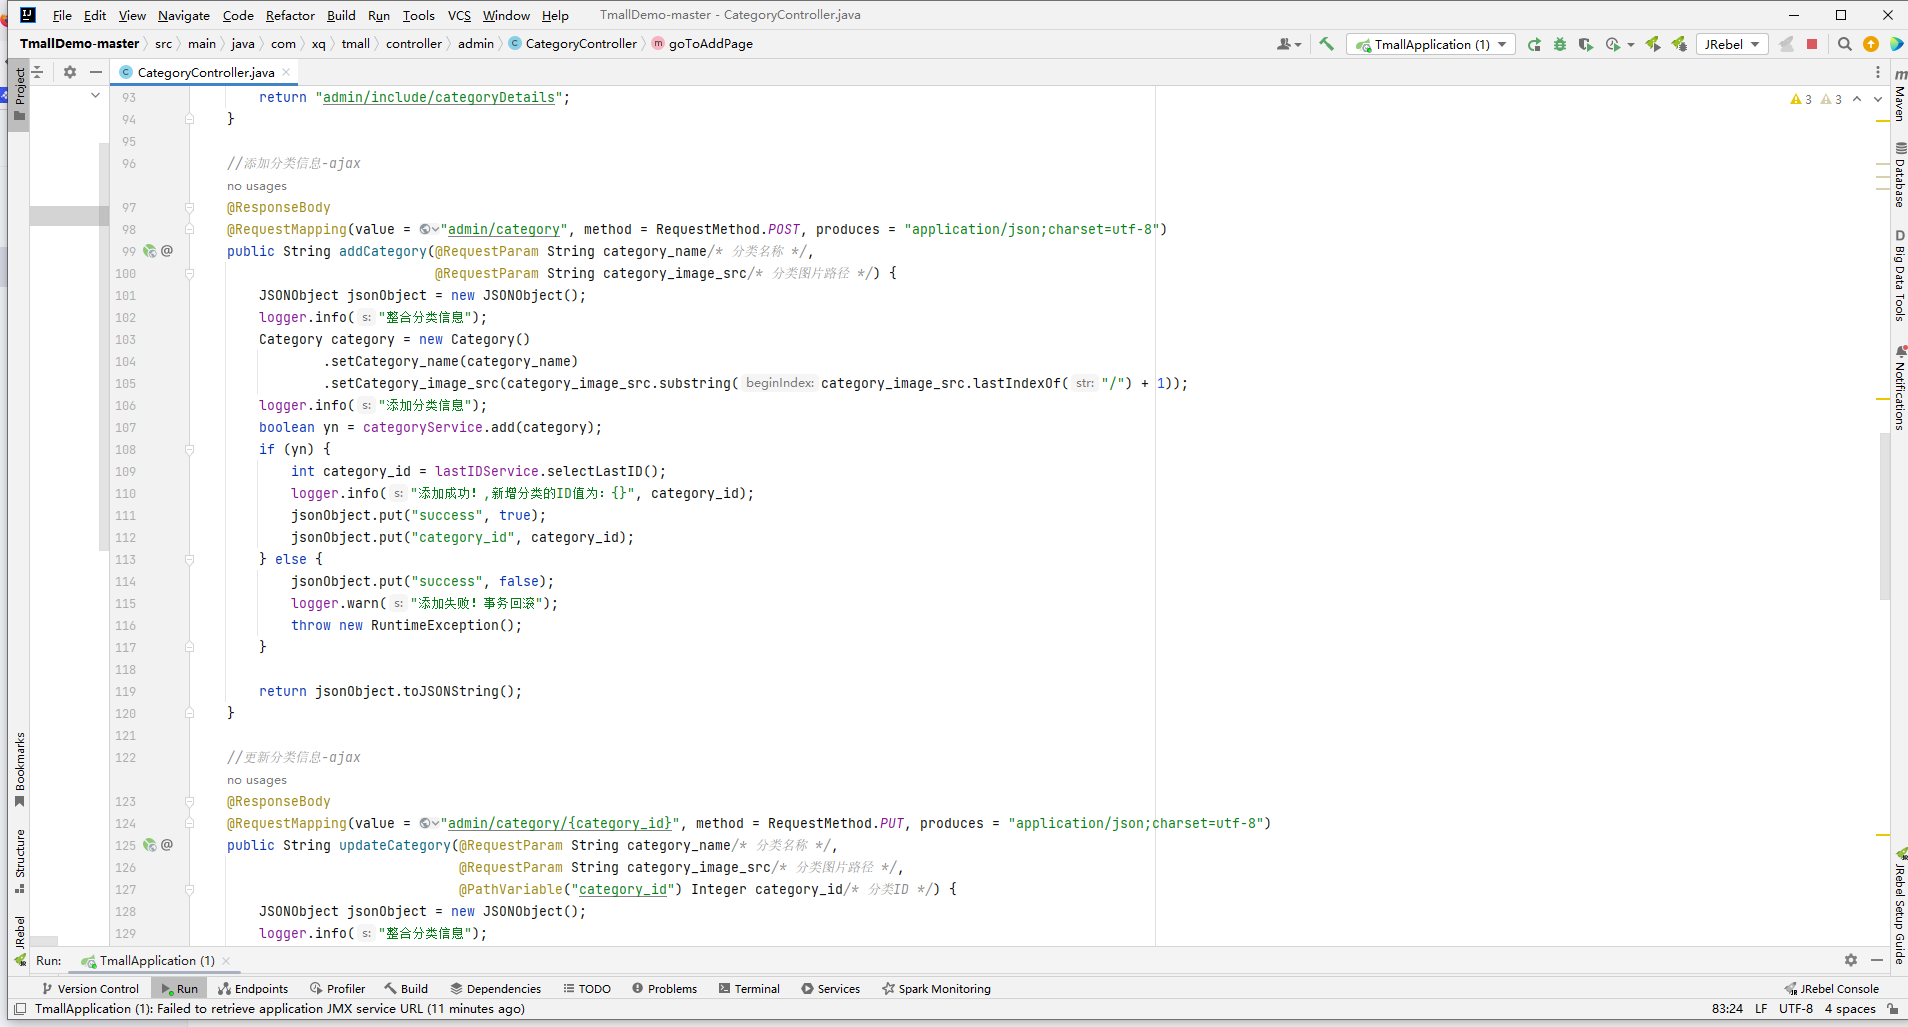 File Edit View Navigate Code Refactor Build Run Tools VCS Window Help TmallDemo-master - CategoryController.java
TmallDemo-master src main java com xq tmall controller admin CategoryController goToAddPage TmallApplication (1) JRebel
Project
CategoryController.java
3 3
93 return "admin/include/categoryDetails";
94 }
95
96 //添加分类信息-ajax
no usages
97 @ResponseBody
98 @RequestMapping(value = "admin/category", method = RequestMethod.POST, produces = "application/json;charset=utf-8")
99 public String addCategory(@RequestParam String category_name/* 分类名称 */,
100 @RequestParam String category_image_src/* 分类图片路径 */) {
101 JSONObject jsonObject = new JSONObject();
102 logger.info( s: "整合分类信息");
103 Category category = new Category()
104 .setCategory_name(category_name)
105 .setCategory_image_src(category_image_src.substring( beginIndex: category_image_src.lastIndexOf( str: "/") + 1));
106 logger.info( s: "添加分类信息");
107 boolean yn = categoryService.add(category);
108 if (yn) {
109 int category_id = lastIDService.selectLastID();
110 logger.info( s: "添加成功！,新增分类的ID值为：{}", category_id);
111 jsonObject.put("success", true);
112 jsonObject.put("category_id", category_id);
113 } else {
114 jsonObject.put("success", false);
115 logger.warn( s: "添加失败！事务回滚");
116 throw new RuntimeException();
117 }
118
119 return jsonObject.toJSONString();
120 }
121
122 //更新分类信息-ajax
no usages
123 @ResponseBody
124 @RequestMapping(value = "admin/category/{category_id}", method = RequestMethod.PUT, produces = "application/json;charset=utf-8")
125 public String updateCategory(@RequestParam String category_name/* 分类名称 */,
126 @RequestParam String category_image_src/* 分类图片路径 */,
127 @PathVariable("category_id") Integer category_id/* 分类ID */) {
128 JSONObject jsonObject = new JSONObject();
129 logger.info( s: "整合分类信息");
Bookmarks
Structure
JRebel
Maven
Database
Big Data Tools
Notifications
JRebel Setup Guide
Run: TmallApplication (1)
Version Control Run Endpoints Profiler Build Dependencies TODO Problems Terminal Services Spark Monitoring JRebel Console
TmallApplication (1): Failed to retrieve application JMX service URL (11 minutes ago) 83:24 LF UTF-8 4 spaces